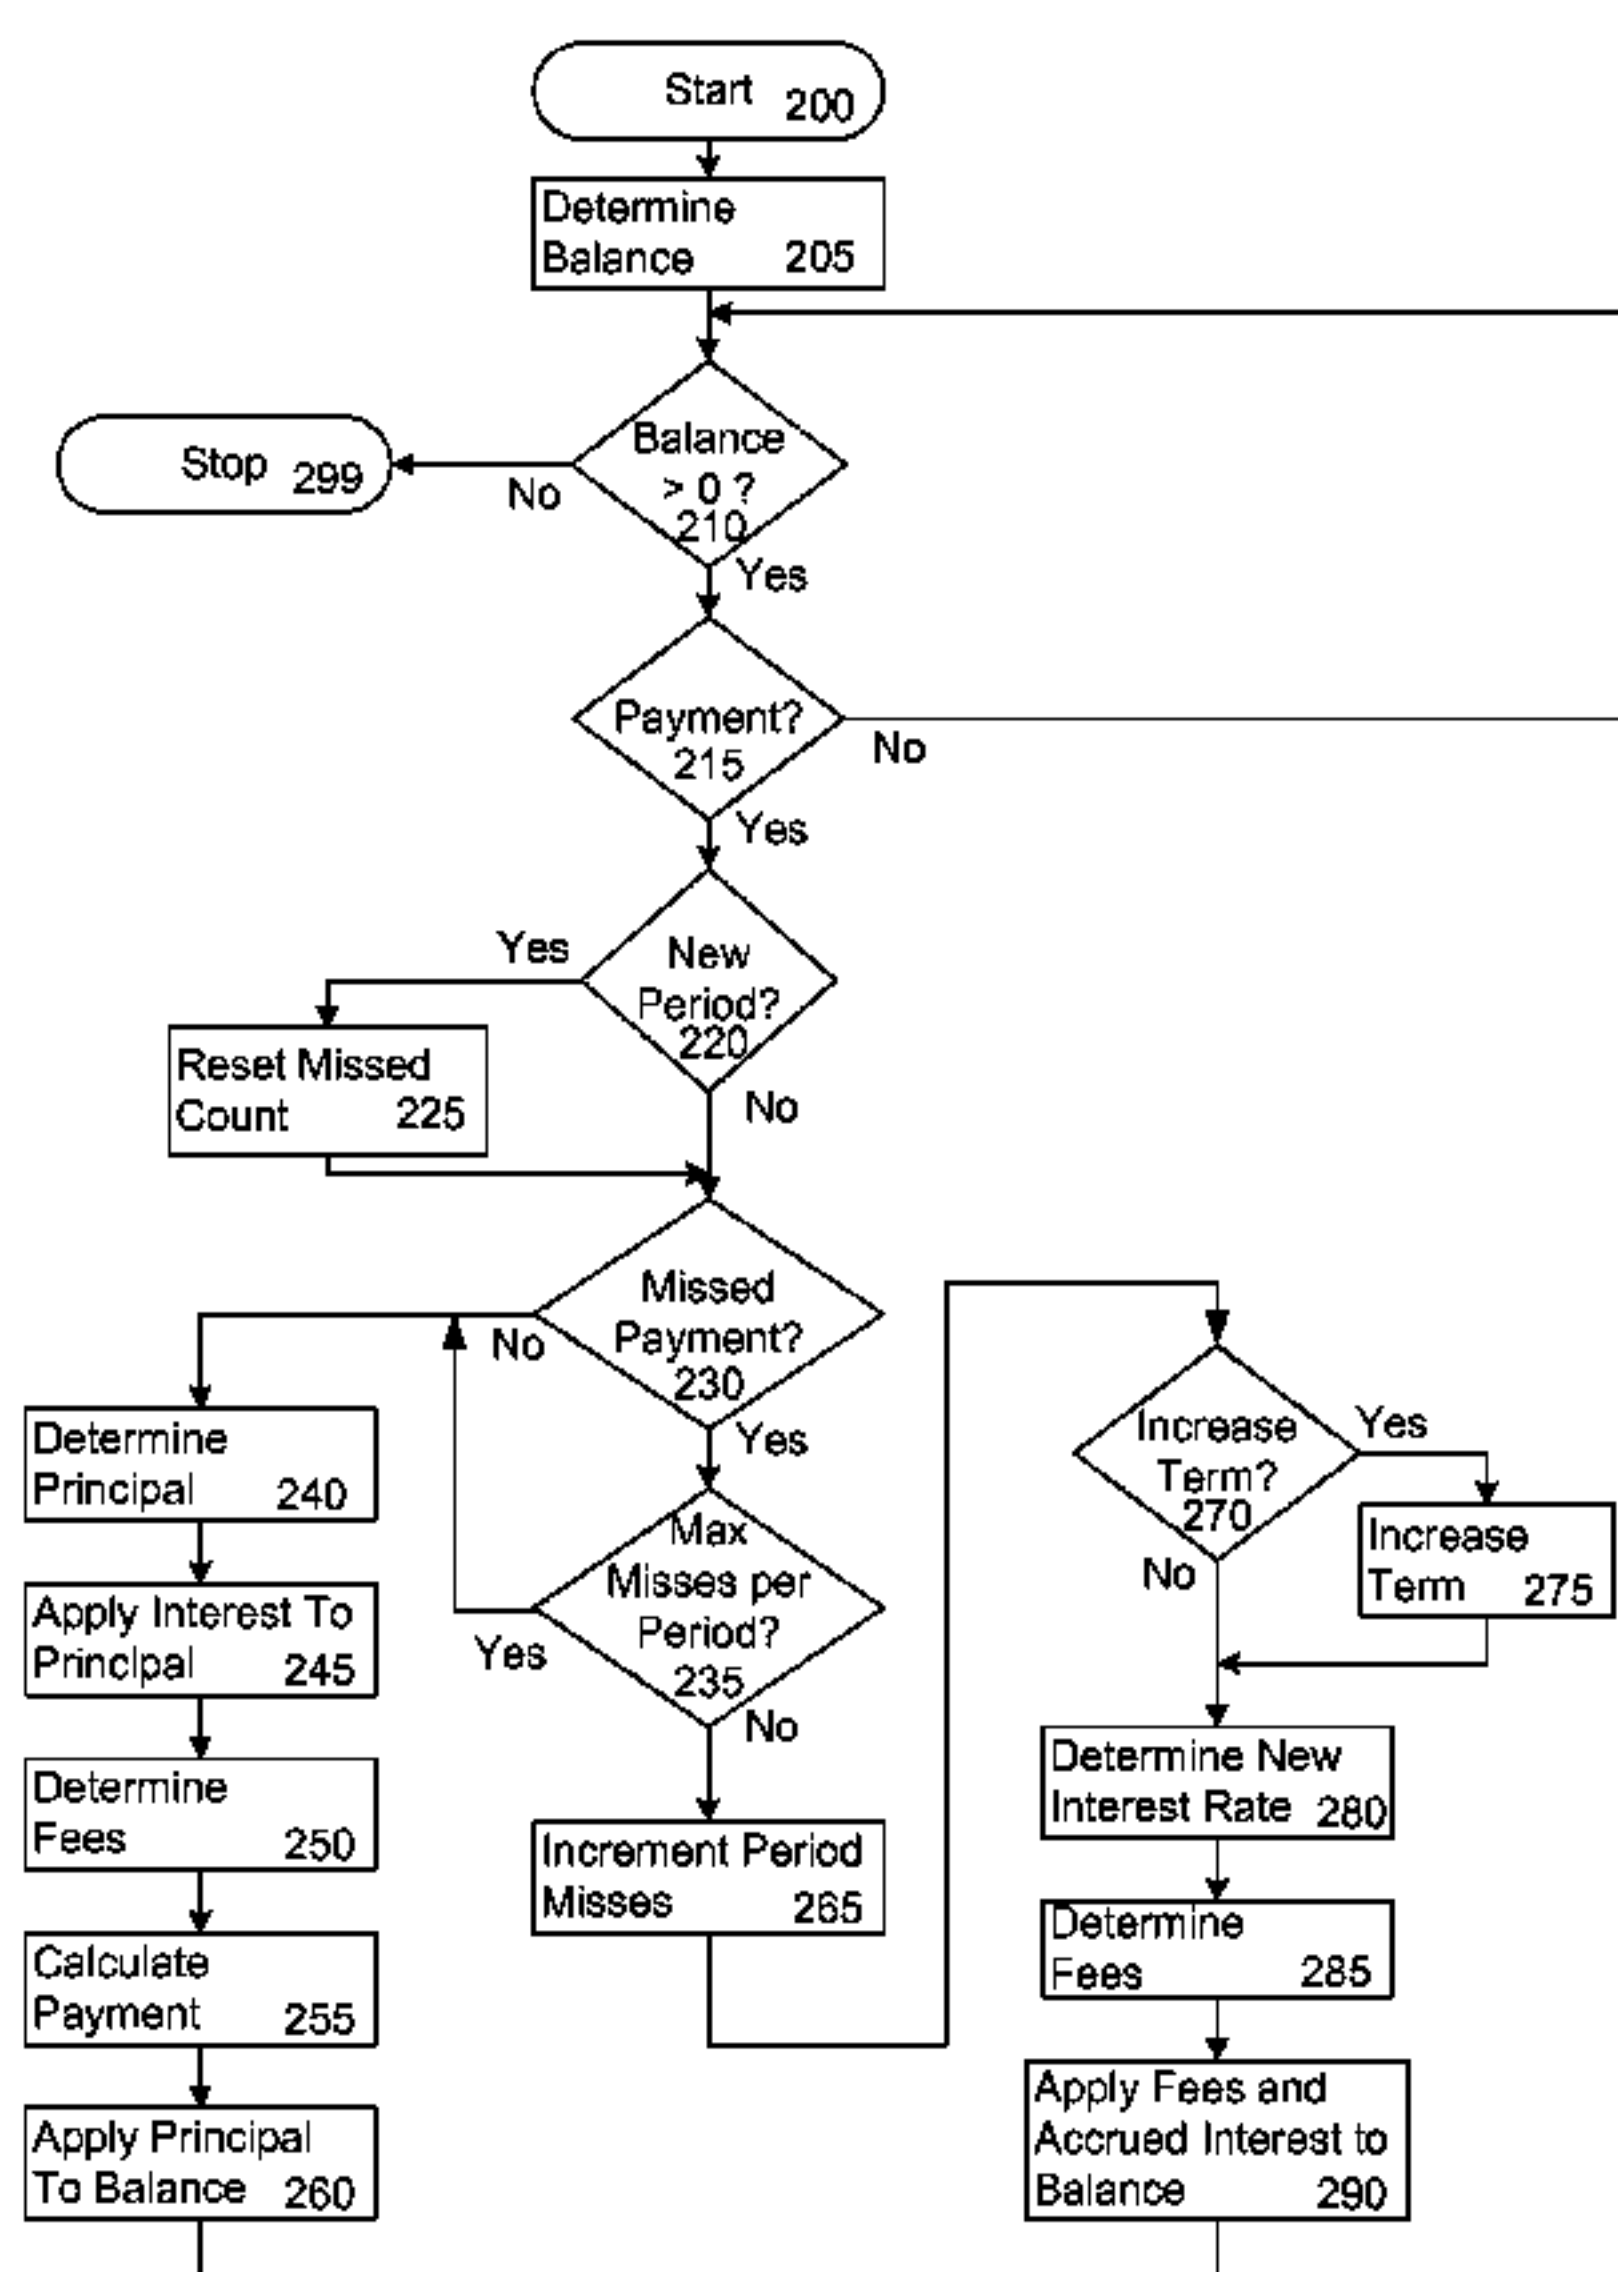 Start 200
Determine
Balance 205
Balance
> 0 ?
210
No
Stop 299
Yes
Payment?
215
No
Yes
New
Period?
220
Yes
Reset Missed
Count 225
No
Missed
Payment?
230
No
Yes
Determine
Principal 240
Apply Interest To
Principal 245
Determine
Fees 250
Calculate
Payment 255
Apply Principal
To Balance 260
Max
Misses per
Period?
235
Yes
No
Increment Period
Misses 265
Increase
Term?
270
Yes
No
Increase
Term 275
Determine New
Interest Rate 280
Determine
Fees 285
Apply Fees and
Accrued Interest to
Balance 290